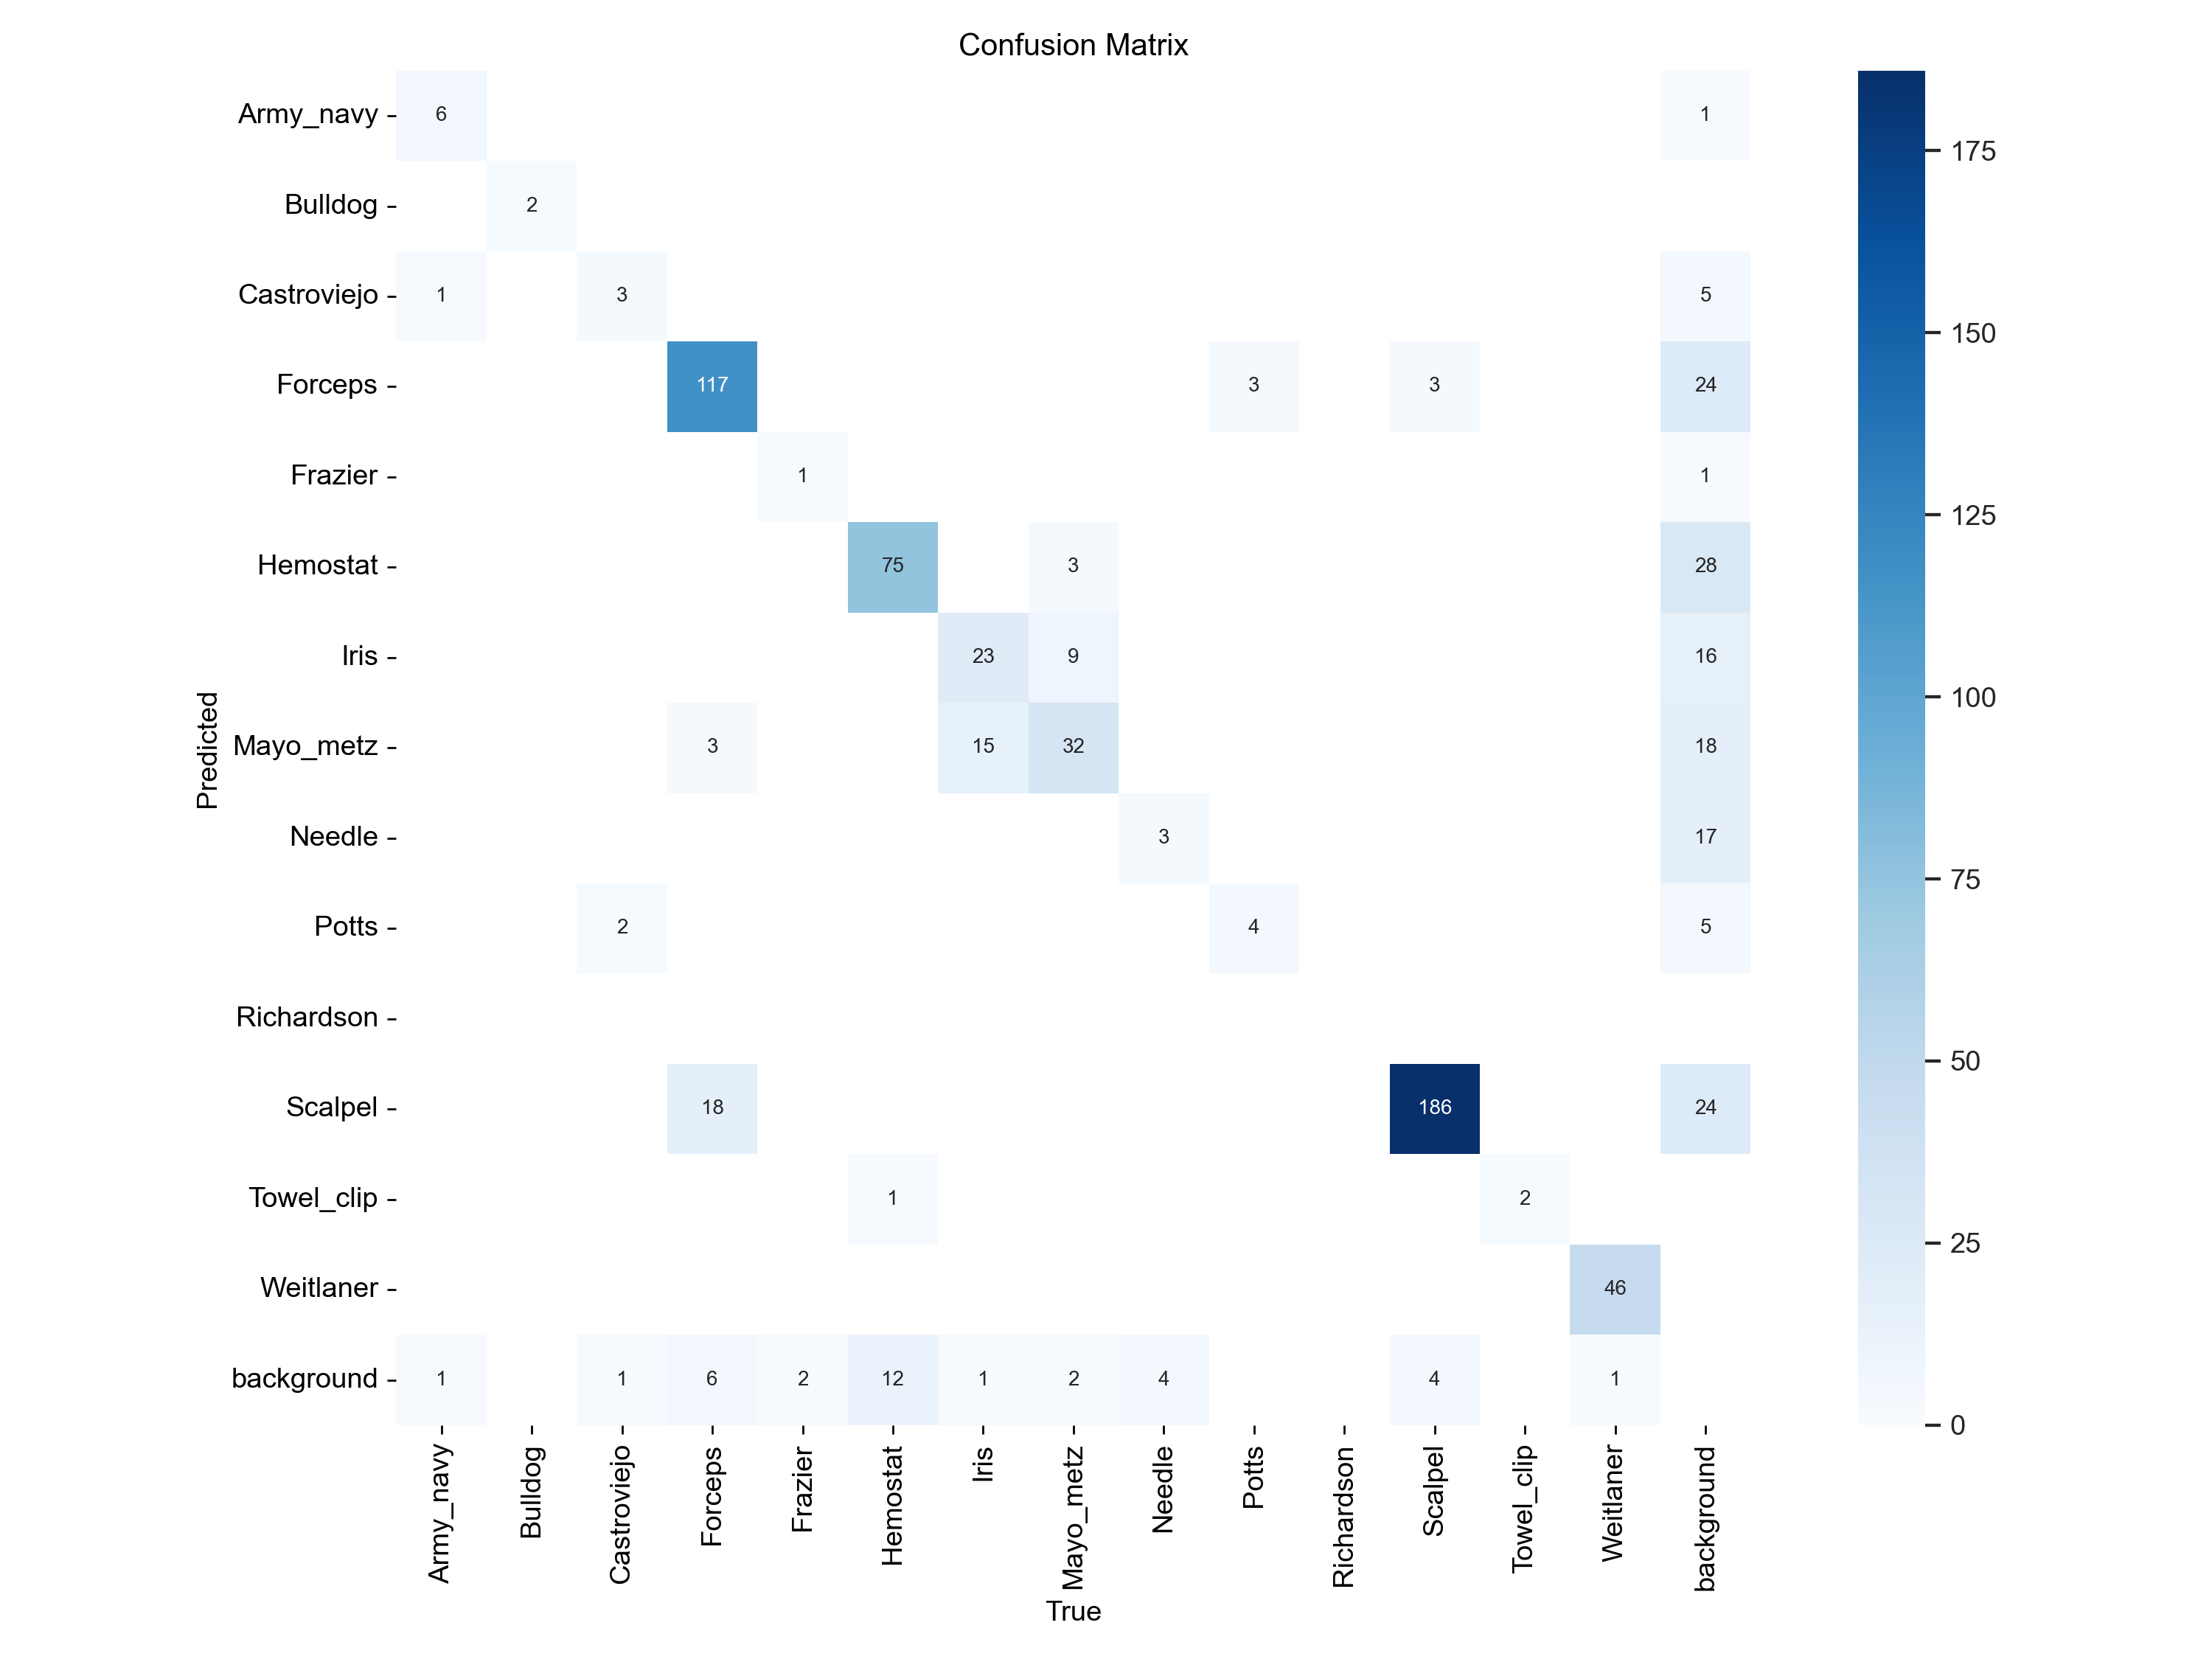 Confusion Matrix
Army_navy 6 1
Bulldog 2
Castroviejo 1 3 5
Forceps 117 3 3 24
Frazier 1 1
Hemostat 75 3 28
Iris 23 9 16
Mayo_metz 3 15 32 18
Needle 3 17
Potts 2 4 5
Richardson
Scalpel 18 186 24
Towel_clip 1 2
Weitlaner 46
background 1 1 6 2 12 1 2 4 4 1
Predicted
Army_navy Bulldog Castroviejo Forceps Frazier Hemostat Iris Mayo_metz Needle Potts Richardson Scalpel Towel_clip Weitlaner background
True
175
150
125
100
75
50
25
0